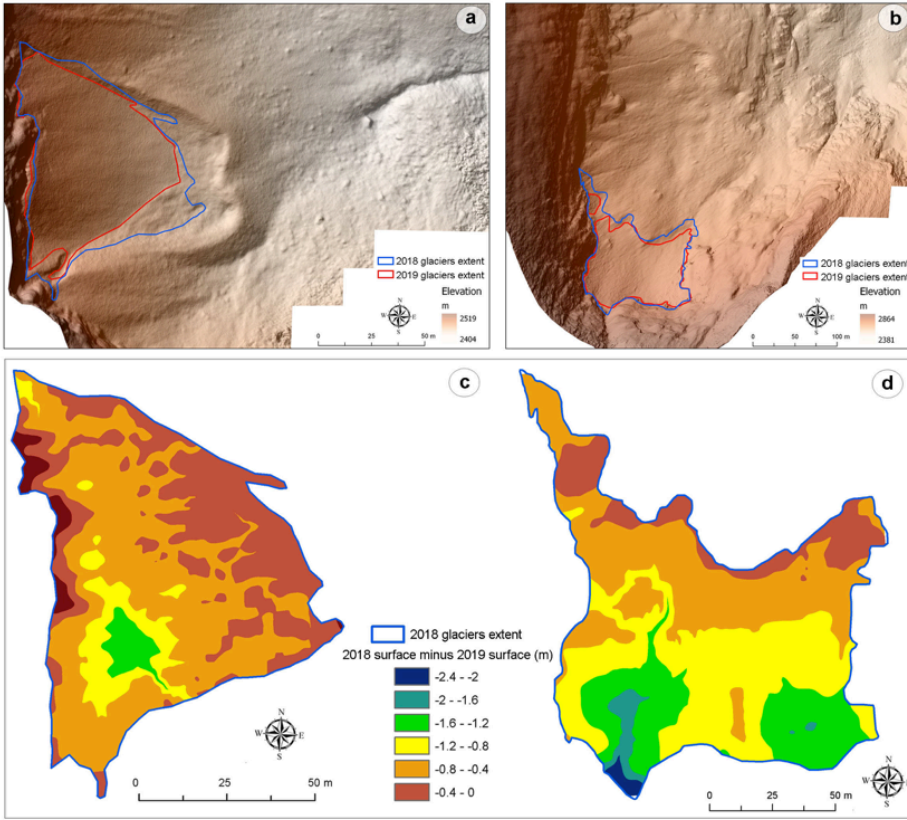 a
2018 glaciers extent
2019 glaciers extent
Elevation
m
2519
2404
N
W E
S
0 25 50 m
b
2018 glaciers extent
2019 glaciers extent
Elevation
m
2864
2381
N
W E
S
0 50 100 m
c
d
2018 glaciers extent
2018 surface minus 2019 surface (m)
-2.4 - -2
-2 - -1.6
-1.6 - -1.2
-1.2 - -0.8
-0.8 - -0.4
-0.4 - 0
N
W E
S
0 25 50 m
N
W E
S
0 25 50 m